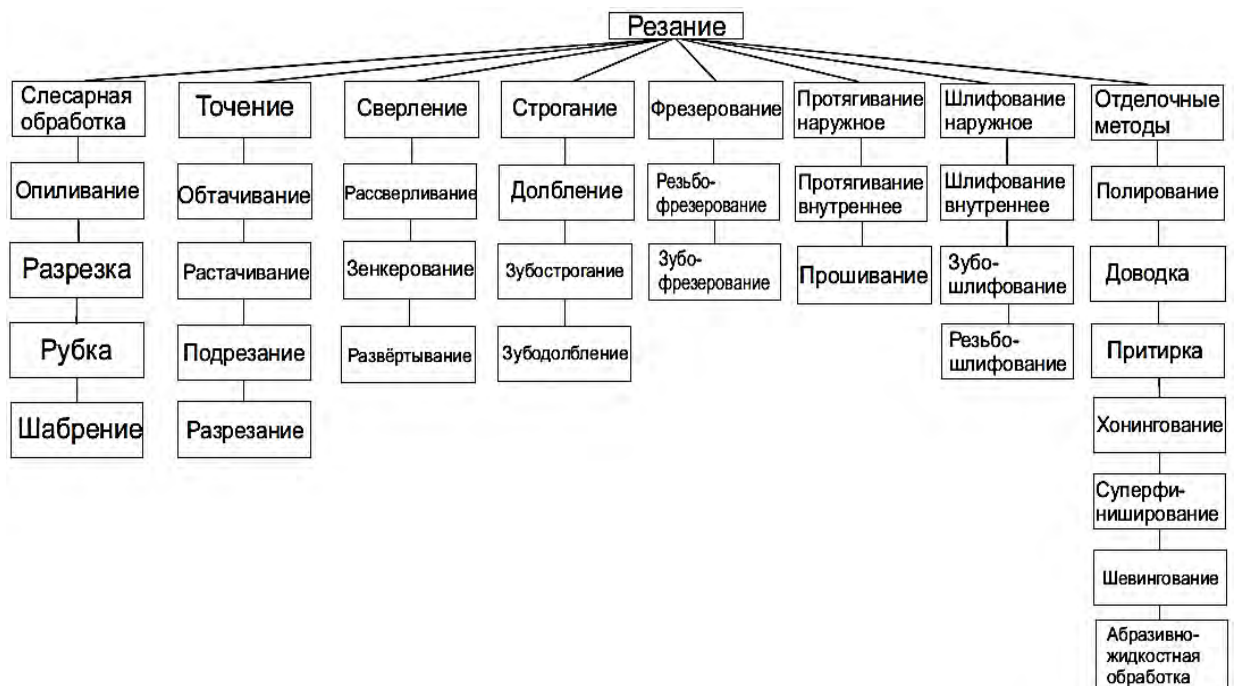 Резание
Слесарная
обработка
Точение
Сверление
Строгание
Фрезерование
Протягивание
наружное
Шлифование
наружное
Отделочные
методы
Опиливание
Обтачивание
Рассверливание
Долбление
Резьбо-
фрезерование
Протягивание
внутреннее
Шлифование
внутреннее
Полирование
Разрезка
Растачивание
Зенкерование
Зубострогание
Зубо-
фрезерование
Прошивание
Зубо-
шлифование
Доводка
Рубка
Подрезание
Развёртывание
Зубодолбление
Резьбо-
шлифование
Притирка
Шабрение
Разрезание
Хонингование
Суперфи-
ниширование
Шевингование
Абразивно-
жидкостная
обработка